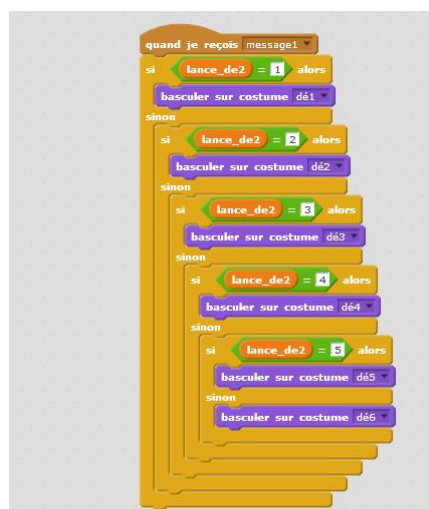 quand je reçois message1
si lance_de2 = 1 alors
basculer sur costume dé1
sinon
si lance_de2 = 2 alors
basculer sur costume dé2
sinon
si lance_de2 = 3 alors
basculer sur costume dé3
sinon
si lance_de2 = 4 alors
basculer sur costume dé4
sinon
si lance_de2 = 5 alors
basculer sur costume dé5
sinon
basculer sur costume dé6